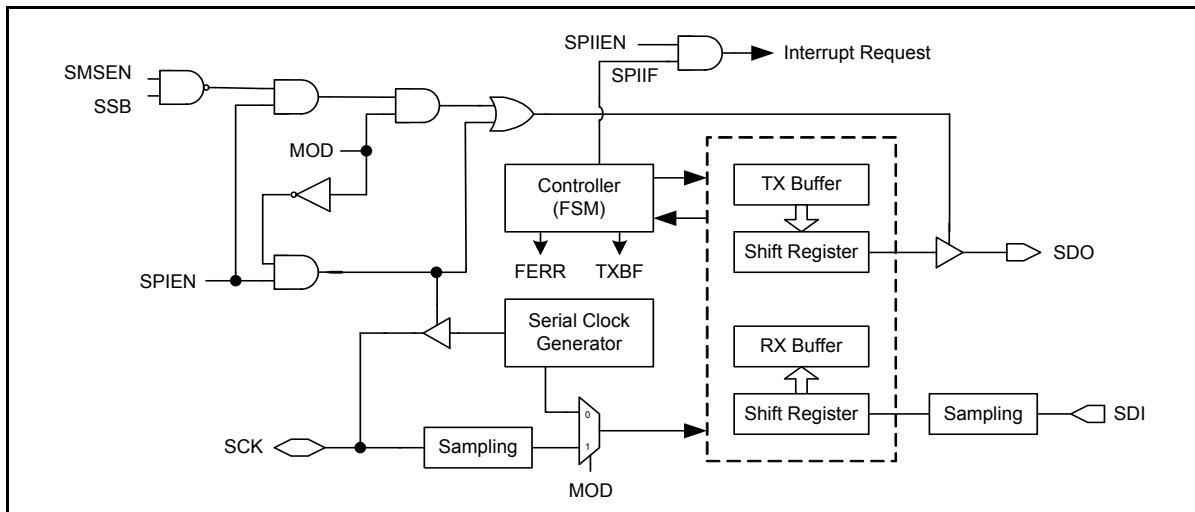 SPIIEN
SPIIF
Interrupt Request
SMSEN
SSB
MOD
SPIEN
Controller
(FSM)
FERR
TXBF
TX Buffer
Shift Register
SDO
Serial Clock
Generator
RX Buffer
Shift Register
Sampling
SDI
SCK
Sampling
0
1
MOD